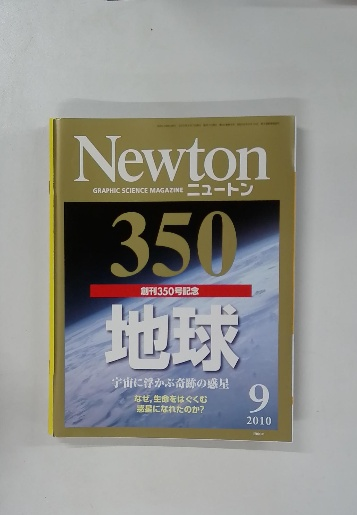 Newton
GRAPHIC SCIENCE MAGAZINE ニュートン
350
創刊350号記念
地球
宇宙に浮かぶ奇跡の惑星
なぜ,生命をはぐくむ
惑星になれたのか?
9
2010